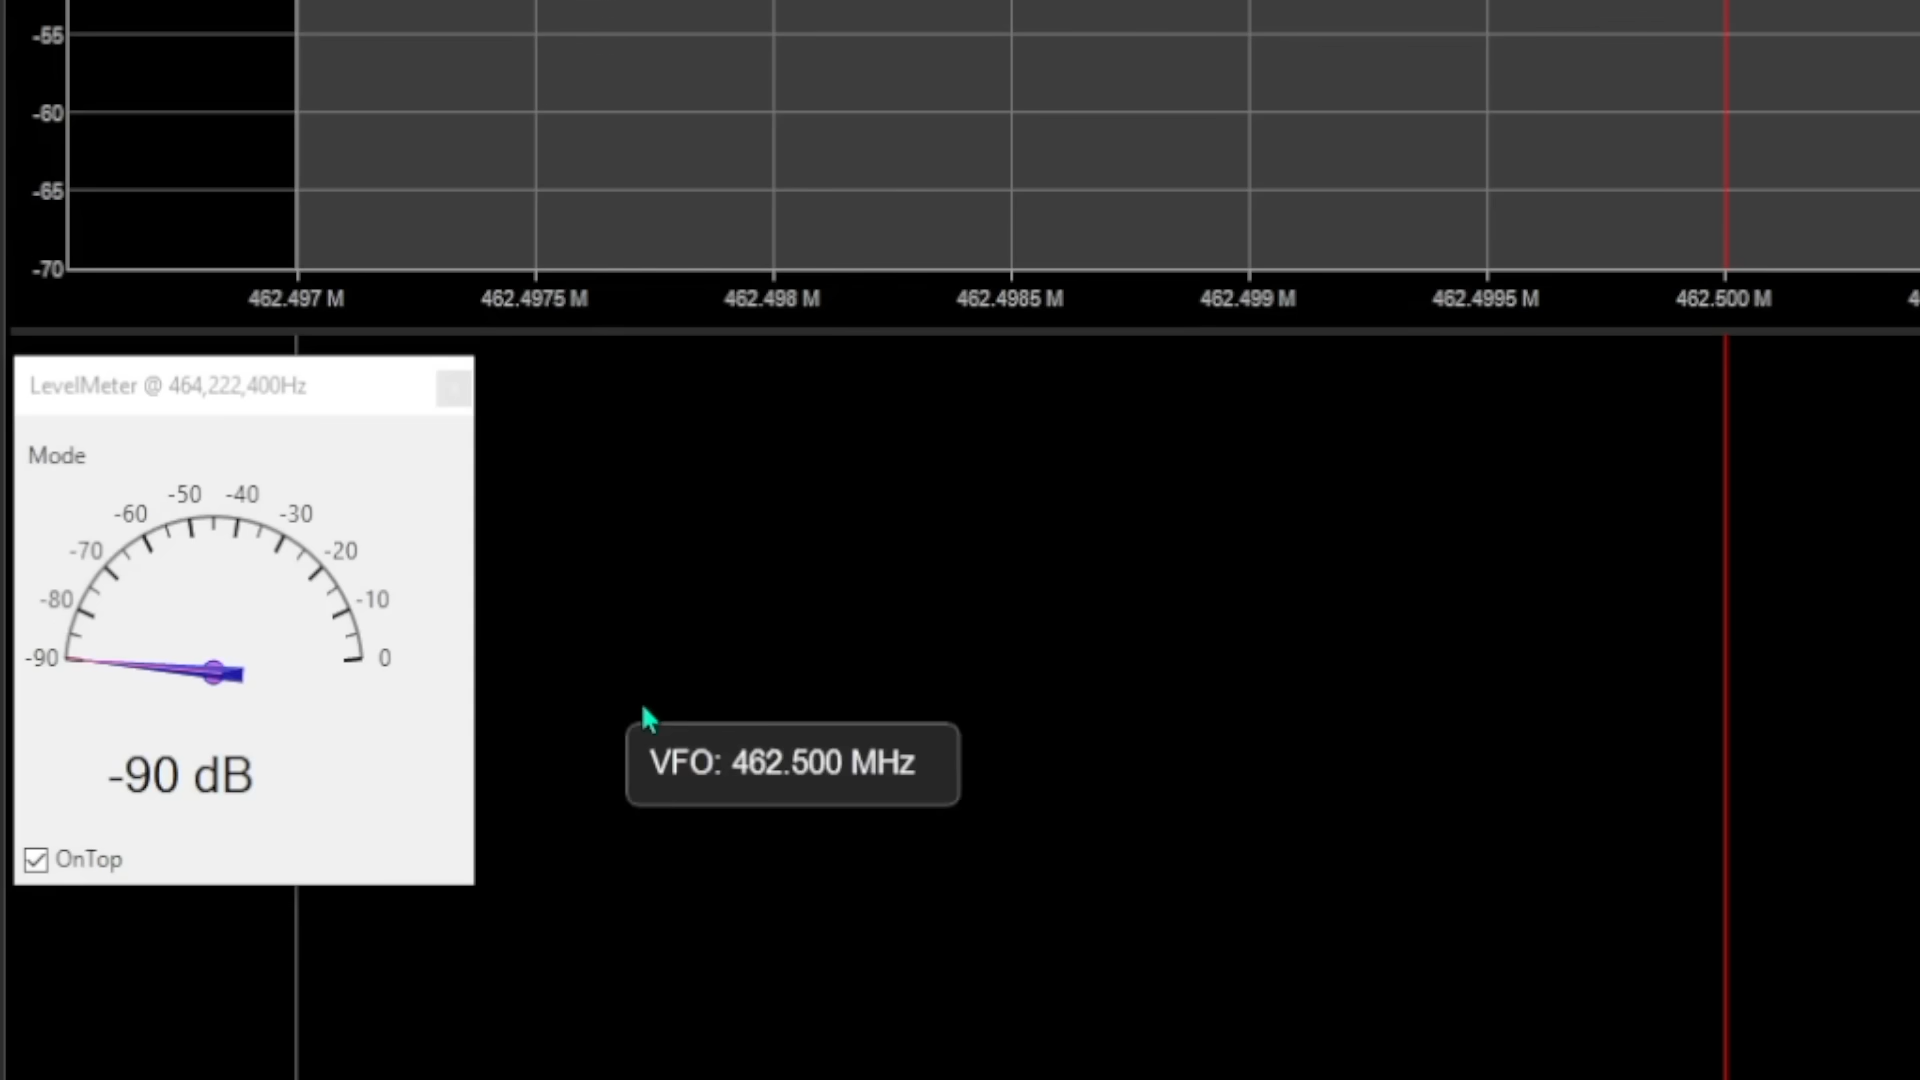 -55
-60
-65
-70
462.497 M 462.4975 M 462.498 M 462.4985 M 462.499 M 462.4995 M 462.500 M
LevelMeter @ 464,222,400Hz
Mode
-90 -80 -70 -60 -50 -40 -30 -20 -10 0
-90 dB
OnTop
VFO: 462.500 MHz